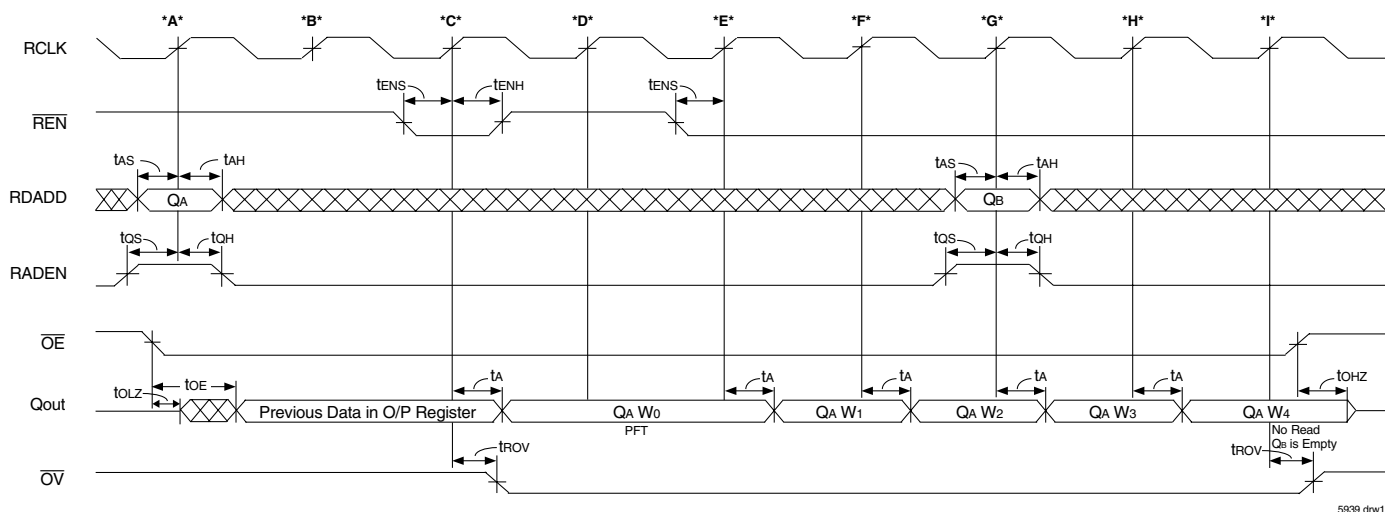 *A* *B* *C* *D* *E* *F* *G* *H* *I*
RCLK
tENS tENH tENS
REN
tAS tAH tAS tAH
RDADD QA QB
tQS tQH tQS tQH
RADEN
OE
tOLZ tOE tA tA tA tA tA tOHZ
Qout Previous Data in O/P Register QA W0 QA W1 QA W2 QA W3 QA W4
PFT No Read
QB is Empty
tROV tROV
OV
5939 drw1